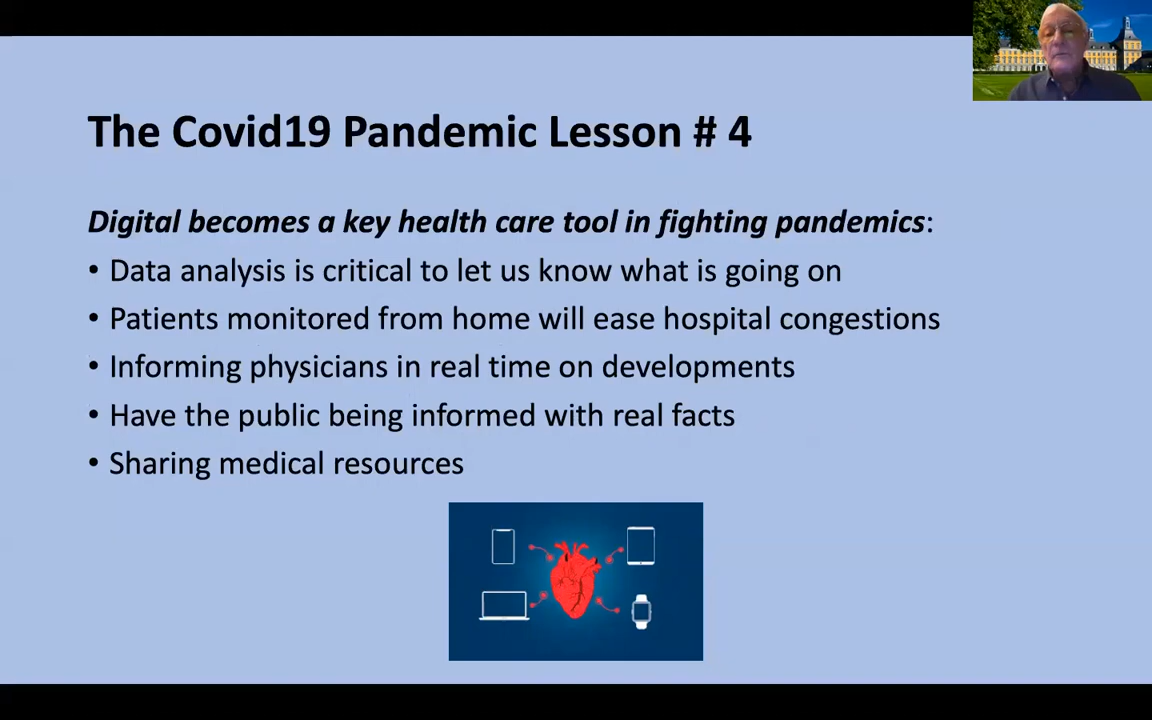 The Covid19 Pandemic Lesson # 4
Digital becomes a key health care tool in fighting pandemics:
• Data analysis is critical to let us know what is going on
• Patients monitored from home will ease hospital congestions
• Informing physicians in real time on developments
• Have the public being informed with real facts
• Sharing medical resources